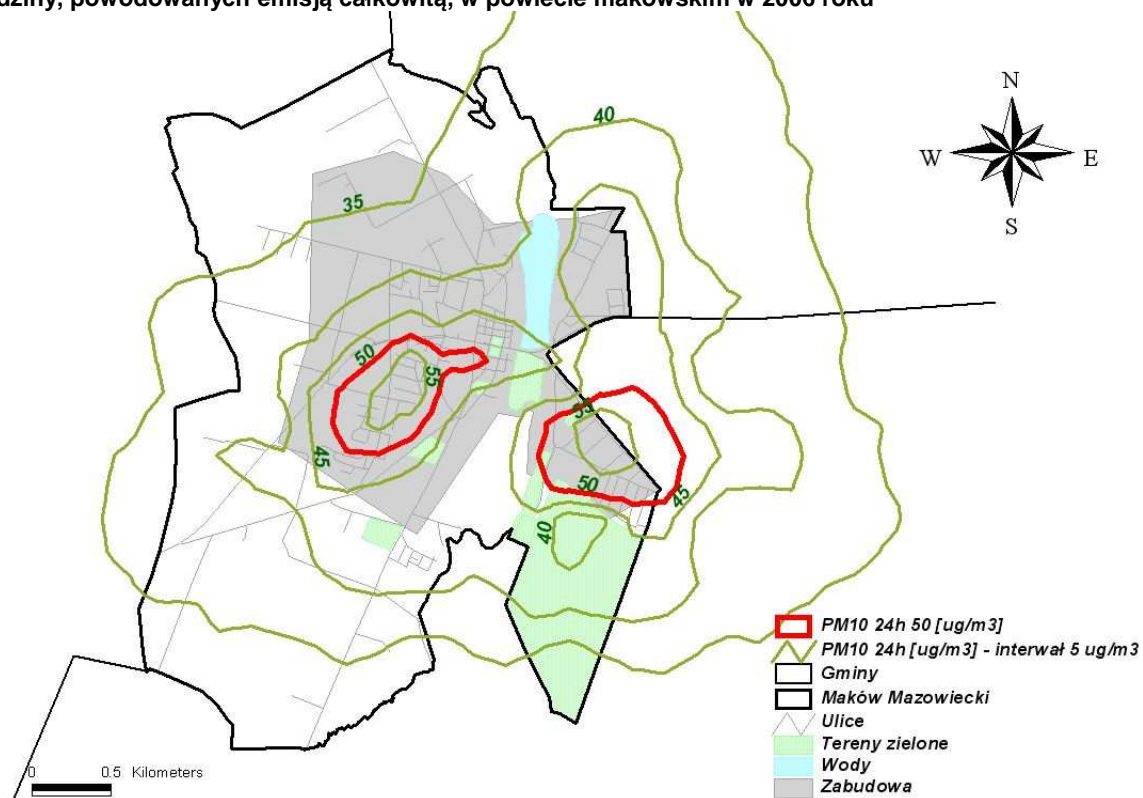 dziny, powodowanych emisją całkowitą, w powiecie makowskim w 2006 roku
N
W E
S
40
35
50
55
45
55
50
45
40
PM10 24h 50 [ug/m3]
PM10 24h [ug/m3] - interwał 5 ug/m3
Gminy
Maków Mazowiecki
Ulice
Tereny zielone
Wody
Zabudowa
0 0.5 Kilometers